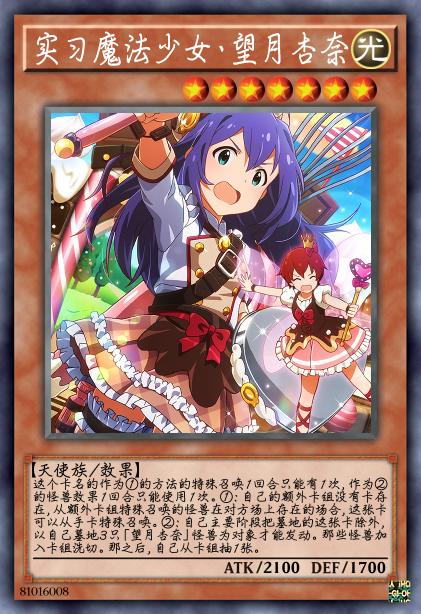 实习魔法少女·望月杏奈
光
【天使族/效果】
这个卡名的作为①的方法的特殊召唤1回合只能有1次，作为②
的怪兽效果1回合只能使用1次。①：自己的额外卡组没有卡存
在，从额外卡组特殊召唤的怪兽在对方场上存在的场合，这张卡
可以从手卡特殊召唤。②：自己主要阶段把墓地的这张卡除外，
以自己墓地3只「望月杏奈」怪兽为对象才能发动。那些怪兽加
入卡组洗切。那之后，自己从卡组抽1张。
ATK/2100 DEF/1700
81016008